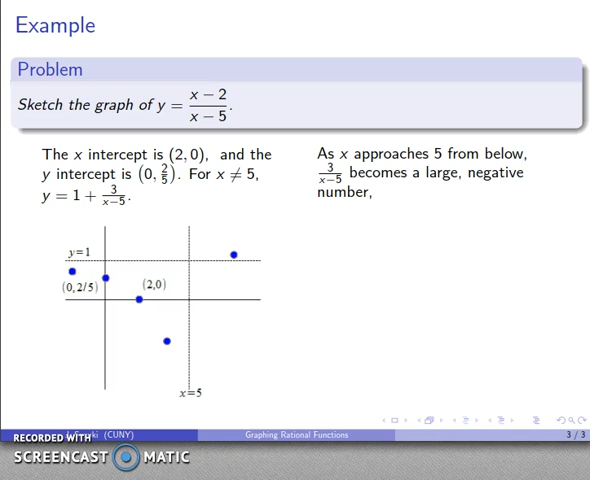 Example
Problem
Sketch the graph of y = (x − 2)/(x − 5).
The x intercept is (2, 0), and the
y intercept is (0, 2/5). For x ≠ 5,
y = 1 + 3/(x−5).
As x approaches 5 from below,
3/(x−5) becomes a large, negative
number,
y=1
(0,2/5)
(2,0)
x=5
(CUNY)
Graphing Rational Functions
3 / 3
RECORDED WITH
SCREENCAST MATIC